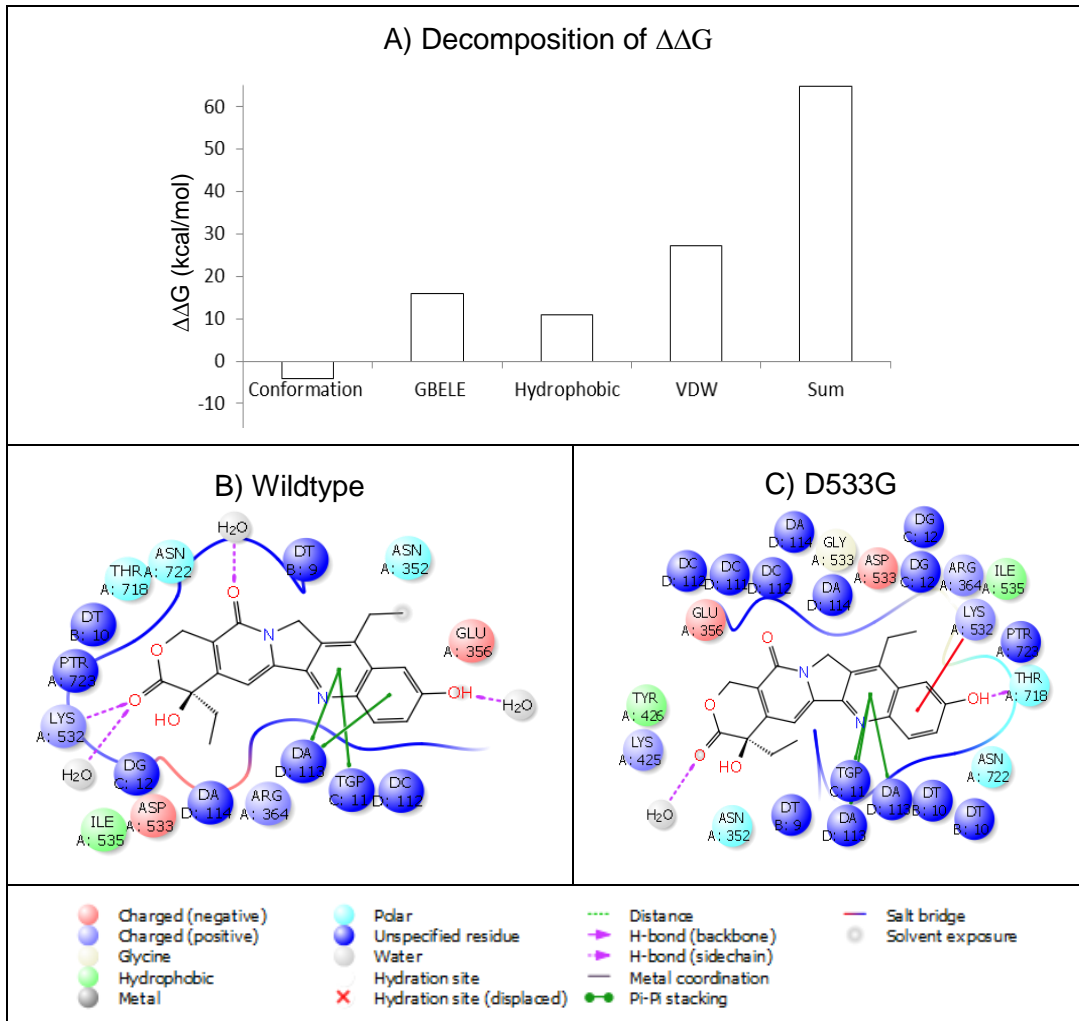 A) Decomposition of ΔΔG
ΔΔG (kcal/mol)
60
50
40
30
20
10
0
-10
Conformation GBELE Hydrophobic VDW Sum
B) Wildtype
H₂O
DT
B: 9
ASN
A: 352
ASN
A: 722
THR
A: 718
DT
B: 10
GLU
A: 356
PTR
A: 723
O
O
N
O
O
HO
N
OH
H₂O
LYS
A: 532
H₂O
DG
C: 12
DA
D: 113
ILE
A: 535
ASP
A: 533
DA
D: 114
ARG
A: 364
TGP
C: 11
DC
D: 112
C) D533G
DA
D: 114
DG
C: 12
GLY
A: 533
DC
D: 112
DC
D: 111
DC
D: 112
ASP
A: 533
DG
C: 12
ARG
A: 364
ILE
A: 535
DA
D: 114
GLU
A: 356
LYS
A: 532
PTR
A: 723
O
N
O
O
HO
N
OH
THR
A: 718
TYR
A: 426
LYS
A: 425
ASN
A: 722
H₂O
TGP
C: 11
DA
D: 113
DT
B: 10
ASN
A: 352
DT
B: 9
DA
D: 113
DT
B: 10
Charged (negative)
Charged (positive)
Glycine
Hydrophobic
Metal
Polar
Unspecified residue
Water
Hydration site
Hydration site (displaced)
Distance
H-bond (backbone)
H-bond (sidechain)
Metal coordination
Pi-Pi stacking
Salt bridge
Solvent exposure